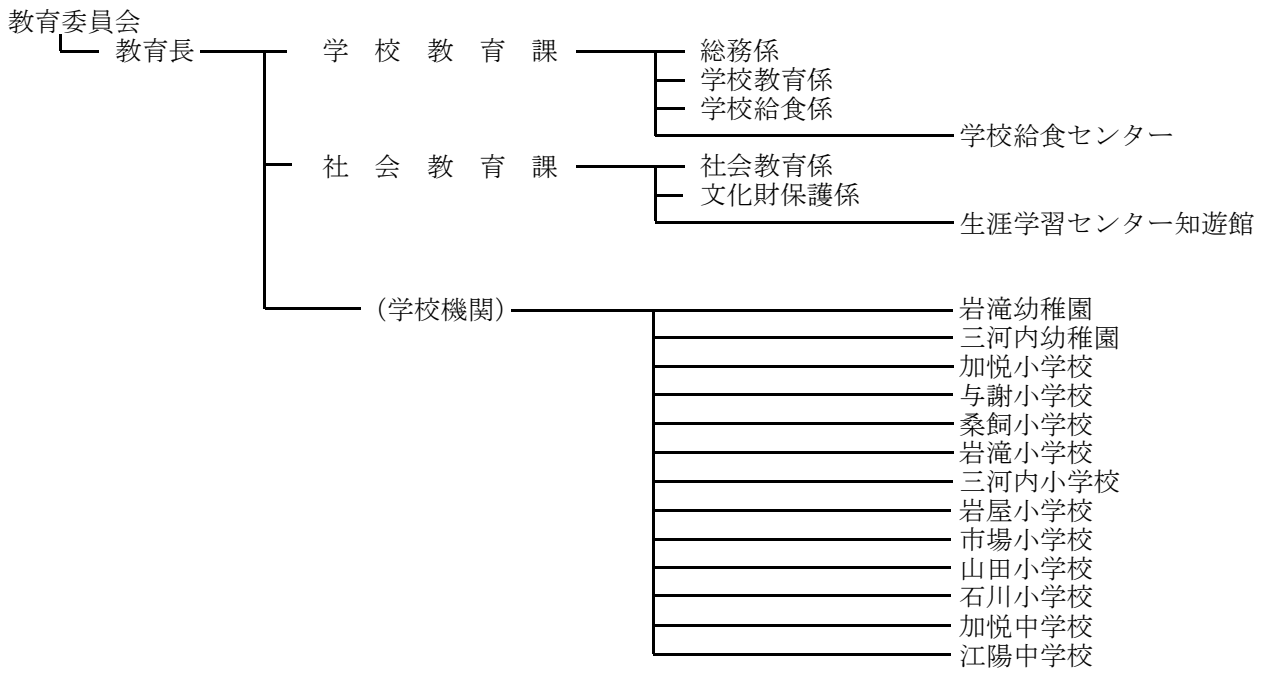 教育委員会
教育長 学校教育課 総務係
学校教育係
学校給食係
学校給食センター
社会教育課 社会教育係
文化財保護係
生涯学習センター知遊館
（学校機関） 岩滝幼稚園
三河内幼稚園
加悦小学校
与謝小学校
桑飼小学校
岩滝小学校
三河内小学校
岩屋小学校
市場小学校
山田小学校
石川小学校
加悦中学校
江陽中学校